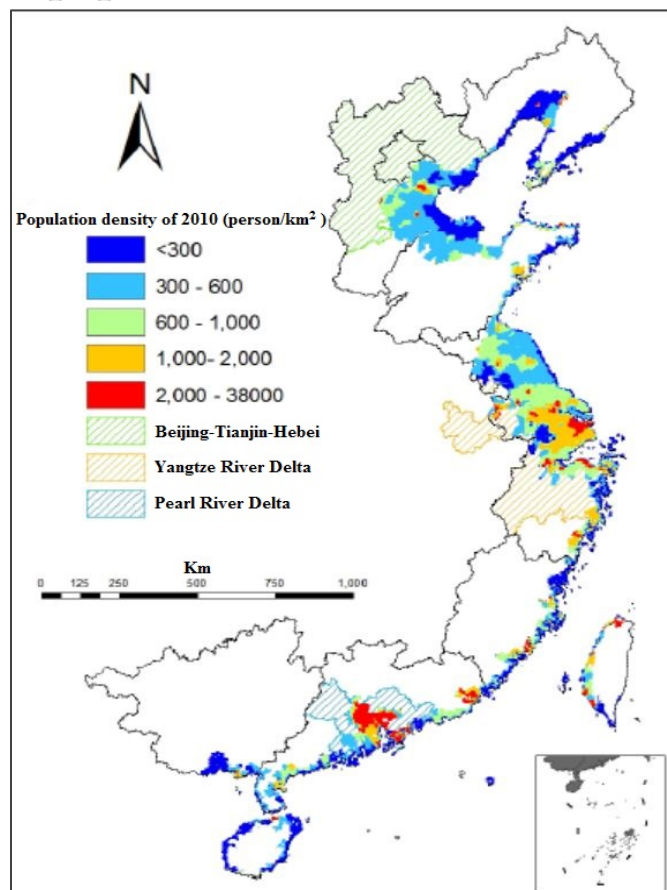 N
Population density of 2010 (person/km² )
<300
300 - 600
600 - 1,000
1,000- 2,000
2,000 - 38000
Beijing-Tianjin-Hebei
Yangtze River Delta
Pearl River Delta
Km
0 125 250 500 750 1,000